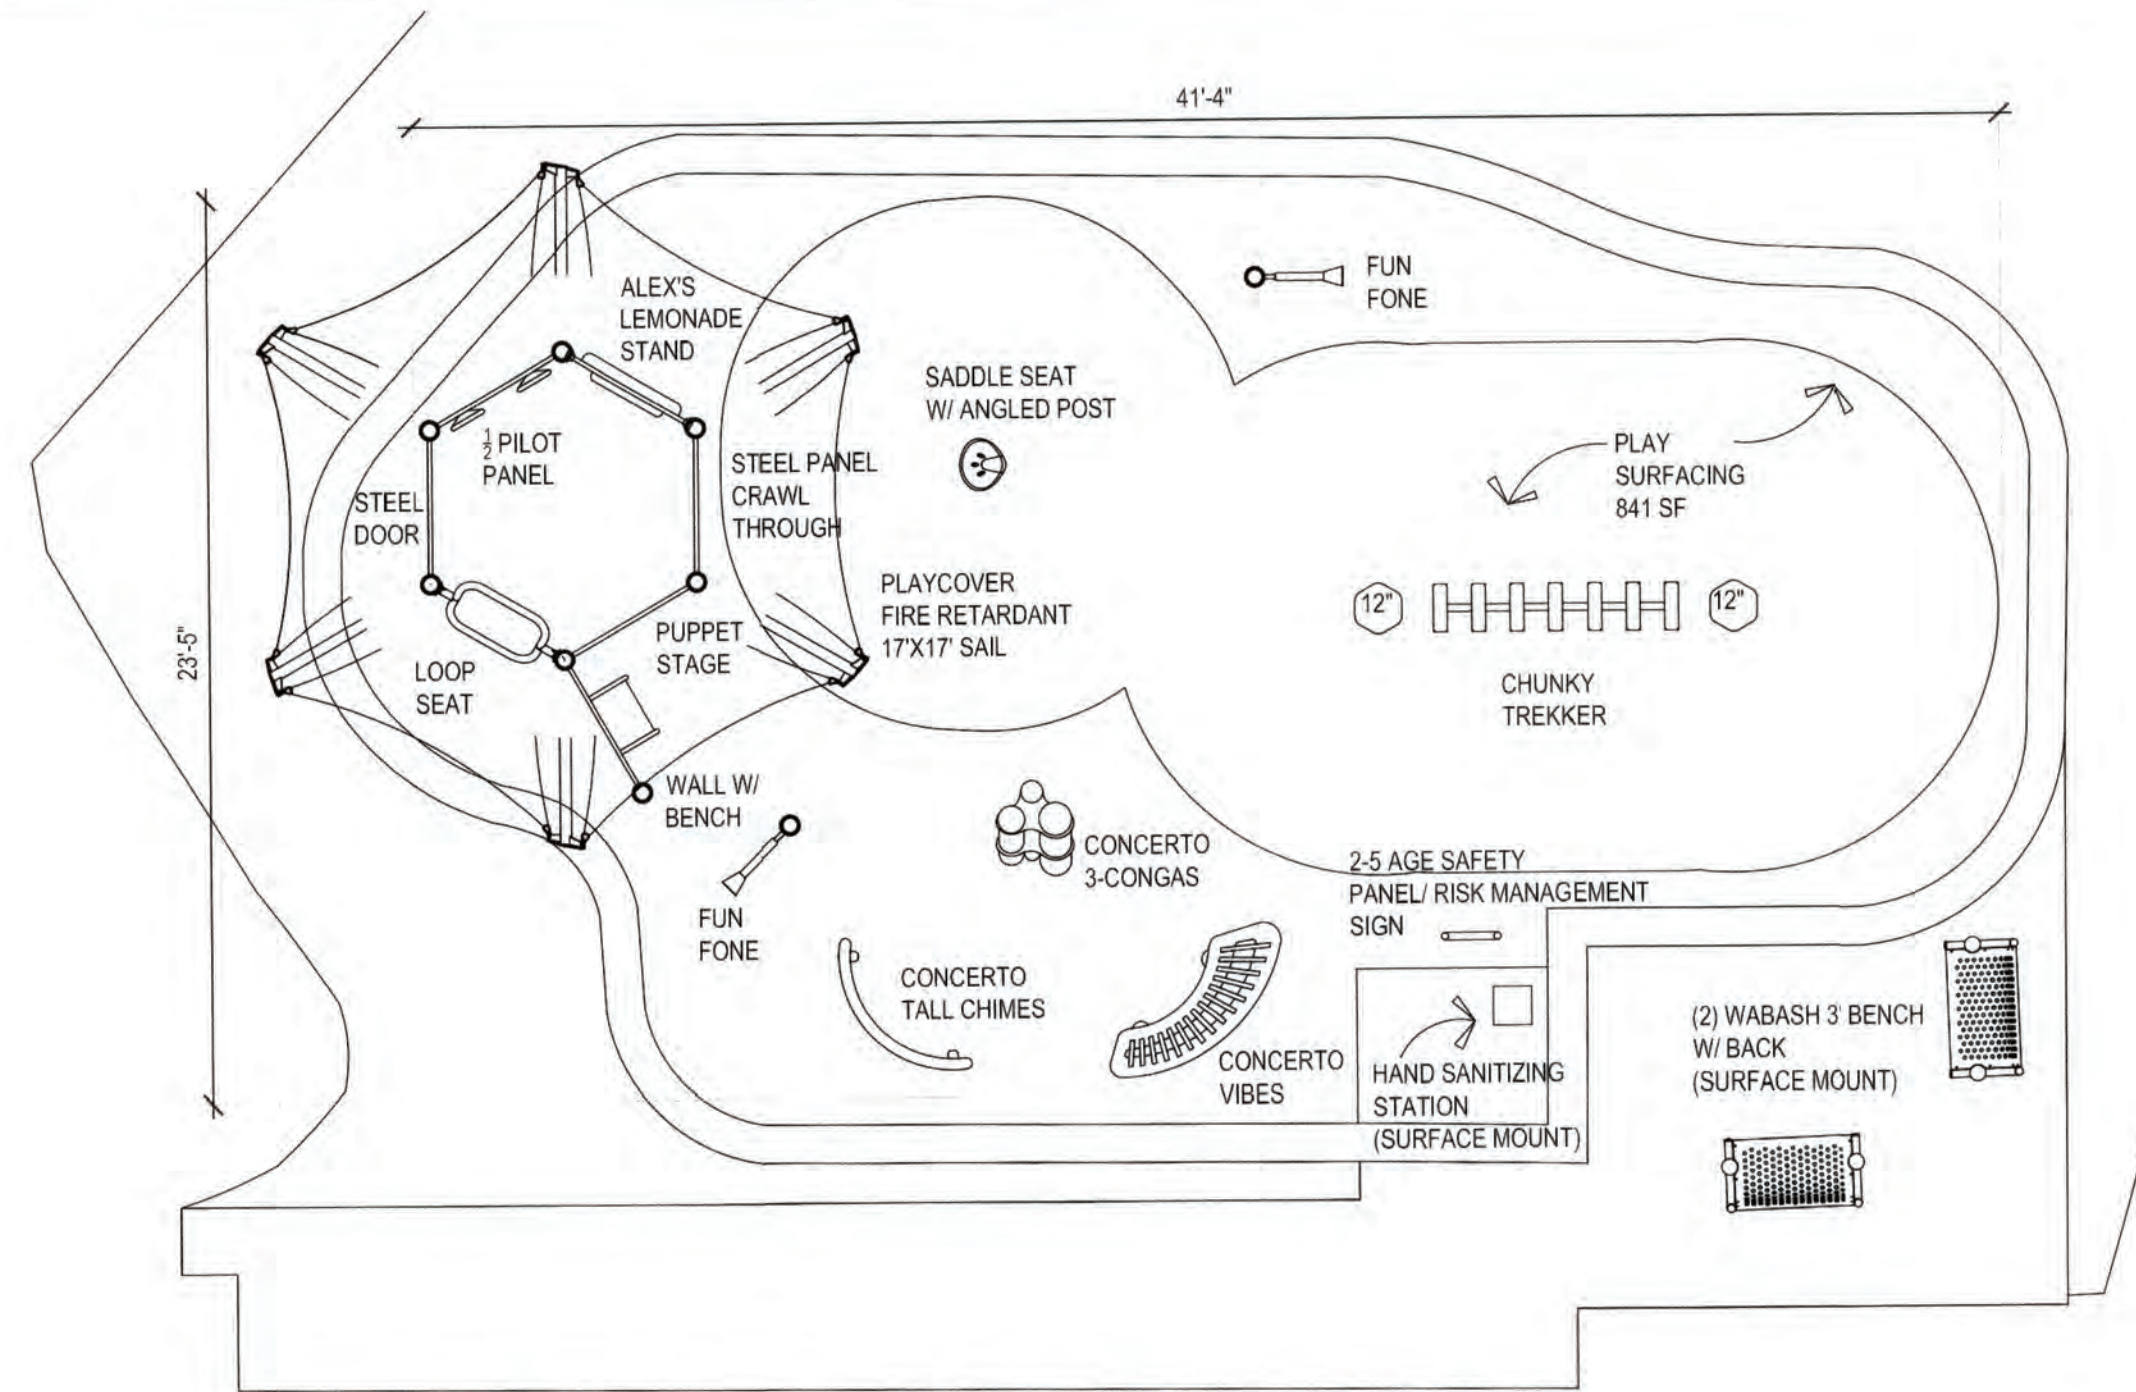 41'-4"
23'-5"
ALEX'S
LEMONADE
STAND
FUN
FONE
SADDLE SEAT
W/ ANGLED POST
½ PILOT
PANEL
STEEL PANEL
CRAWL
THROUGH
PLAY
SURFACING
841 SF
STEEL
DOOR
PLAYCOVER
FIRE RETARDANT
17'X17' SAIL
12"
12"
PUPPET
STAGE
LOOP
SEAT
CHUNKY
TREKKER
WALL W/
BENCH
CONCERTO
3-CONGAS
2-5 AGE SAFETY
PANEL/ RISK MANAGEMENT
SIGN
FUN
FONE
CONCERTO
TALL CHIMES
CONCERTO
VIBES
HAND SANITIZING
STATION
(SURFACE MOUNT)
(2) WABASH 3' BENCH
W/ BACK
(SURFACE MOUNT)